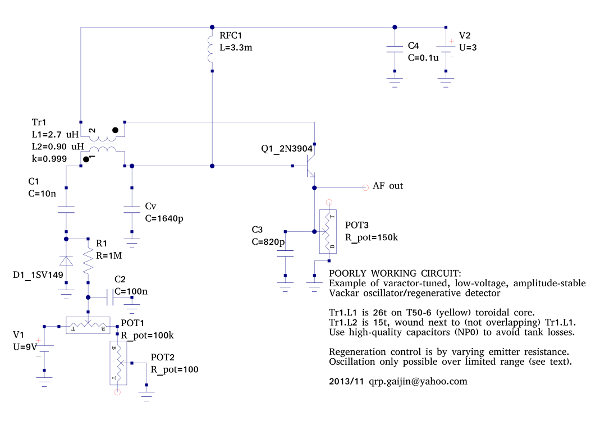 RFC1
L=3.3m
C4
C=0.1u
V2
U=3
Tr1
L1=2.7 uH
L2=0.90 uH
k=0.999
2
1
Q1_2N3904
C1
C=10n
Cv
C=1640p
AF out
C3
C=820p
POT3
R_pot=150k
R1
R=1M
D1_1SV149
C2
C=100n
V1
U=9V
POT1
R_pot=100k
POT2
R_pot=100
POORLY WORKING CIRCUIT:
Example of varactor-tuned, low-voltage, amplitude-stable
Vackar oscillator/regenerative detector
Tr1.L1 is 26t on T50-6 (yellow) toroidal core.
Tr1.L2 is 15t, wound next to (not overlapping) Tr1.L1.
Use high-quality capacitors (NP0) to avoid tank losses.
Regeneration control is by varying emitter resistance.
Oscillation only possible over limited range (see text).
2013/11 qrp.gaijin@yahoo.com